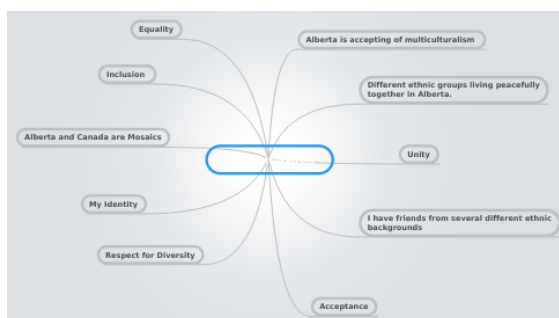 Equality
Alberta is accepting of multiculturalism
Inclusion
Different ethnic groups living peacefully
together in Alberta.
Alberta and Canada are Mosaics
Unity
My Identity
I have friends from several different ethnic
backgrounds
Respect for Diversity
Acceptance